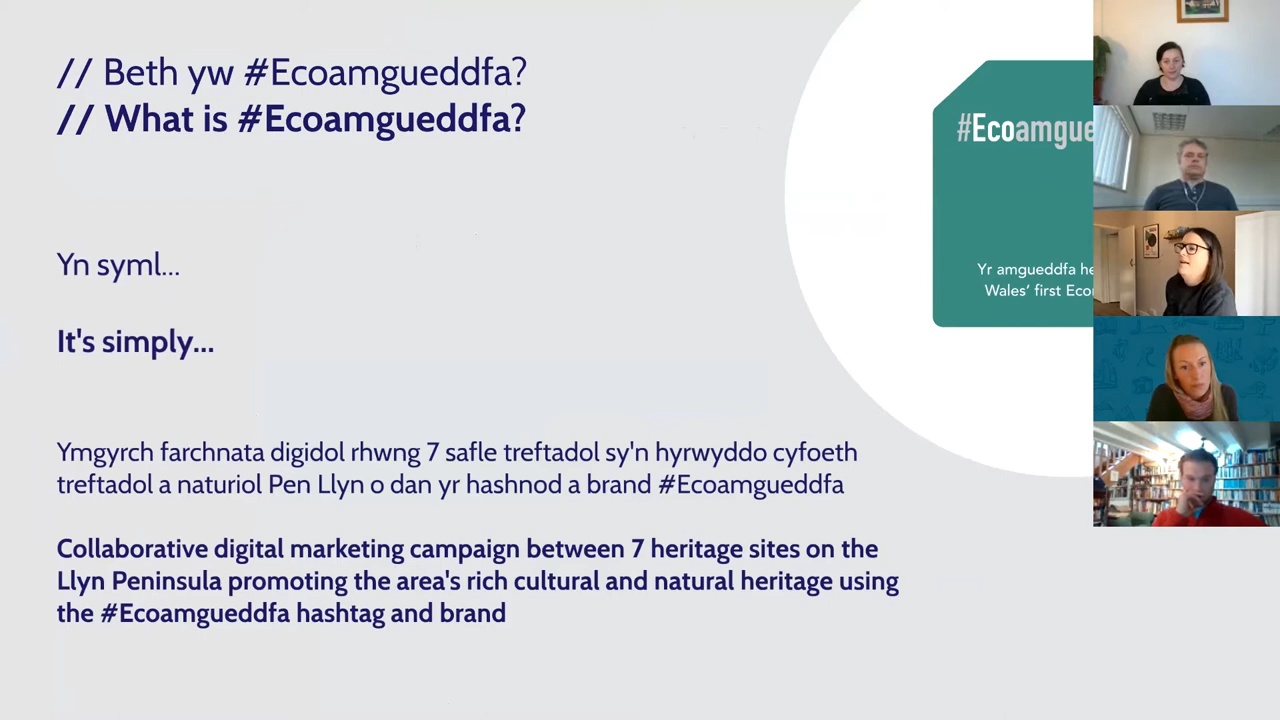 // Beth yw #Ecoamgueddfa?
// What is #Ecoamgueddfa?
#Ecoamgue
Yn syml...
Yr amgueddfa he
Wales’ first Eco
It's simply...
Ymgyrch farchnata digidol rhwng 7 safle treftadol sy'n hyrwyddo cyfoeth
treftadol a naturiol Pen Llyn o dan yr hashnod a brand #Ecoamgueddfa
Collaborative digital marketing campaign between 7 heritage sites on the
Llyn Peninsula promoting the area's rich cultural and natural heritage using
the #Ecoamgueddfa hashtag and brand